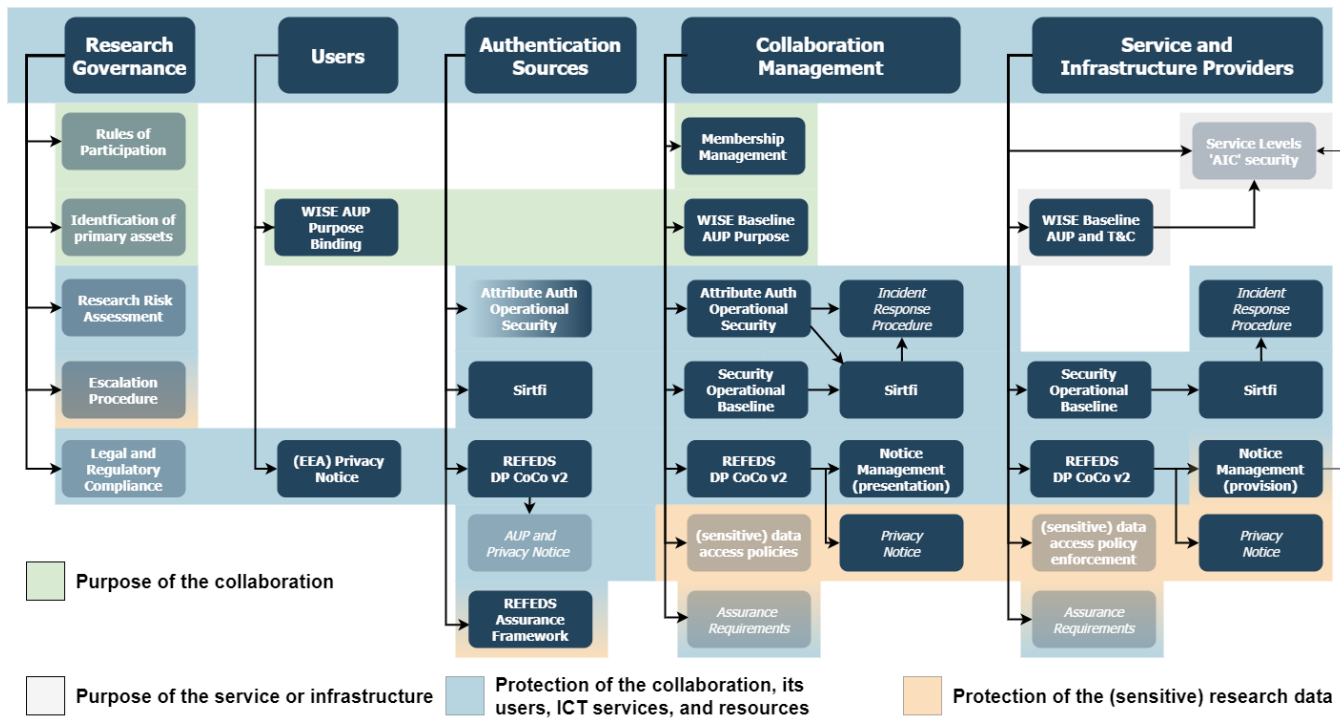 Research
Governance
Users
Authentication
Sources
Collaboration
Management
Service and
Infrastructure Providers
Rules of
Participation
Membership
Management
Service Levels
'AIC' security
Identfication of
primary assets
WISE AUP
Purpose
Binding
WISE Baseline
AUP Purpose
WISE Baseline
AUP and T&C
Research Risk
Assessment
Attribute Auth
Operational
Security
Attribute Auth
Operational
Security
Incident
Response
Procedure
Incident
Response
Procedure
Escalation
Procedure
Sirtfi
Security
Operational
Baseline
Sirtfi
Security
Operational
Baseline
Sirtfi
Legal and
Regulatory
Compliance
(EEA) Privacy
Notice
REFEDS
DP CoCo v2
REFEDS
DP CoCo v2
Notice
Management
(presentation)
REFEDS
DP CoCo v2
Notice
Management
(provision)
AUP and
Privacy Notice
(sensitive) data
access policies
Privacy
Notice
(sensitive) data
access policy
enforcement
Privacy
Notice
Purpose of the collaboration
REFEDS
Assurance
Framework
Assurance
Requirements
Assurance
Requirements
Purpose of the service or infrastructure
Protection of the collaboration, its
users, ICT services, and resources
Protection of the (sensitive) research data